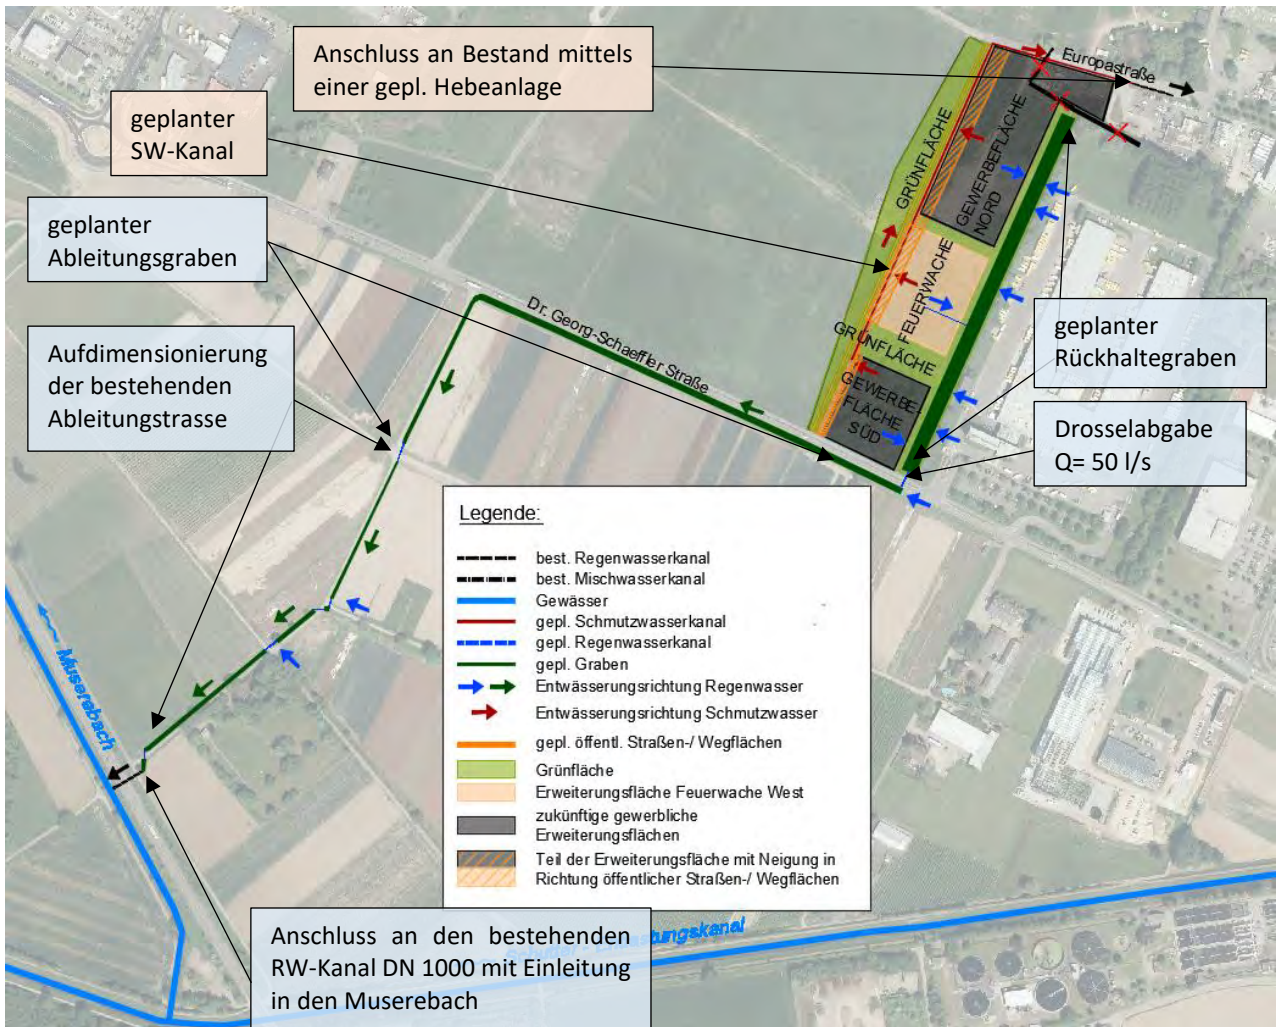 Anschluss an Bestand mittels
einer gepl. Hebeanlage
Europastraße
geplanter
SW-Kanal
GRÜNFLÄCHE
GEWERBEFLÄCHE
NORD
geplanter
Ableitungsgraben
FEUERWACHE
Dr. Georg-Schaeffler Straße
GRÜNFLÄCHE
geplanter
Rückhaltegraben
Aufdimensionierung
der bestehenden
Ableitungstrasse
GEWERBE-
FLÄCHE
SÜD
Drosselabgabe
Q= 50 l/s
Legende:
best. Regenwasserkanal
best. Mischwasserkanal
Gewässer
gepl. Schmutzwasserkanal
gepl. Regenwasserkanal
gepl. Graben
Entwässerungsrichtung Regenwasser
Entwässerungsrichtung Schmutzwasser
gepl. öffentl. Straßen-/ Wegflächen
Grünfläche
Erweiterungsfläche Feuerwache West
zukünftige gewerbliche
Erweiterungsflächen
Teil der Erweiterungsfläche mit Neigung in
Richtung öffentlicher Straßen-/ Wegflächen
Muserebach
Anschluss an den bestehenden
RW-Kanal DN 1000 mit Einleitung
in den Muserebach